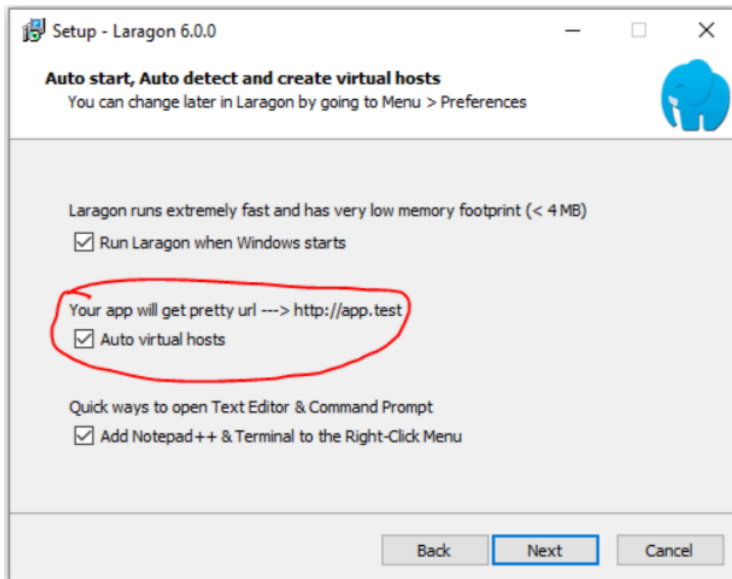 Setup - Laragon 6.0.0
Auto start, Auto detect and create virtual hosts
You can change later in Laragon by going to Menu > Preferences
Laragon runs extremely fast and has very low memory footprint (< 4 MB)
Run Laragon when Windows starts
Your app will get pretty url ---> http://app.test
Auto virtual hosts
Quick ways to open Text Editor & Command Prompt
Add Notepad++ & Terminal to the Right-Click Menu
Back Next Cancel